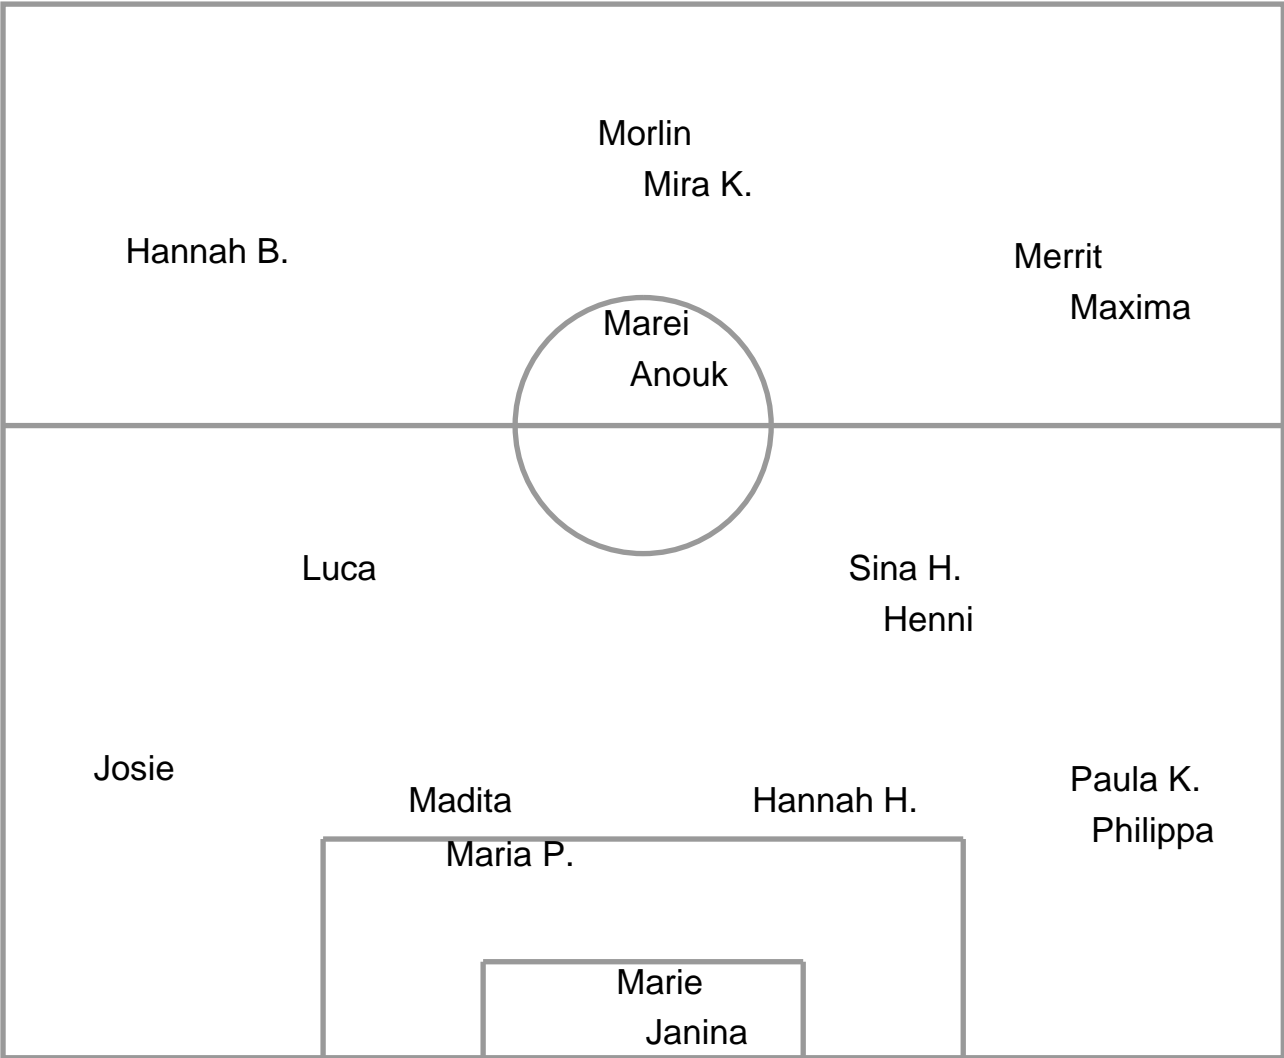 Morlin
Mira K.
Hannah B.
Merrit
Maxima
Marei
Anouk
Luca
Sina H.
Henni
Josie
Madita
Maria P.
Hannah H.
Paula K.
Philippa
Marie
Janina